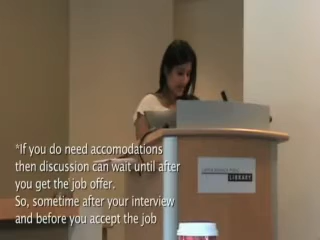 *If you do need accomodations
then discussion can wait until after
you get the job offer.
So, sometime after your interview
and before you accept the job
LIBRARY